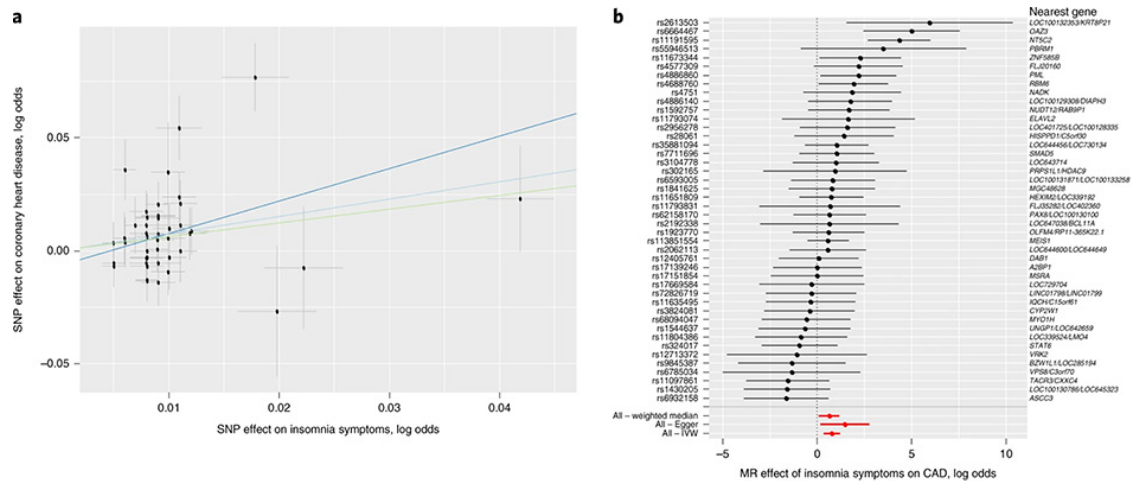 a
SNP effect on coronary heart disease, log odds
0.05
0.00
−0.05
0.01
0.02
0.03
0.04
SNP effect on insomnia symptoms, log odds
b
Nearest gene
rs2613503 LOC100132353/KRT8P21
rs6664467 OAZ3
rs11191595 NT5C2
rs55946513 PBRM1
rs11673344 ZNF585B
rs4577309 FLJ20160
rs4886860 PML
rs4688760 RBM6
rs4751 NADK
rs4886140 LOC100129308/DIAPH3
rs1592757 NUDT12/RAB9P1
rs11793074 ELAVL2
rs2956278 LOC401725/LOC100128335
rs28061 HISPPD1/C5orf30
rs35881094 LOC644456/LOC730134
rs7711696 SMAD5
rs3104778 LOC643714
rs302165 PRPS1L1/HDAC9
rs6593005 LOC100131871/LOC100133258
rs1841625 MGC48628
rs11651809 HEXIM2/LOC339192
rs11793831 FLJ35282/LOC402360
rs62158170 PAX8/LOC100130100
rs2192338 LOC647038/BCL11A
rs1923770 OLFM4/RP11-365K22.1
rs113851554 MEIS1
rs2062113 LOC644600/LOC644649
rs12405761 DAB1
rs17139246 A2BP1
rs17151854 MSRA
rs17669584 LOC729704
rs72826719 LINC01798/LINC01799
rs11635495 IQCH/C15orf61
rs3824081 CYP2W1
rs68094047 MYO1H
rs1544637 UNGP1/LOC642659
rs11804386 LOC339524/LMO4
rs324017 STAT6
rs12713372 VRK2
rs9845387 BZW1L1/LOC285194
rs6785034 VPS8/C3orf70
rs11097861 TACR3/CXXC4
rs1430205 LOC100130786/LOC645323
rs6932158 ASCC3
All − weighted median
All − Egger
All − IVW
−5
0
5
10
MR effect of insomnia symptoms on CAD, log odds